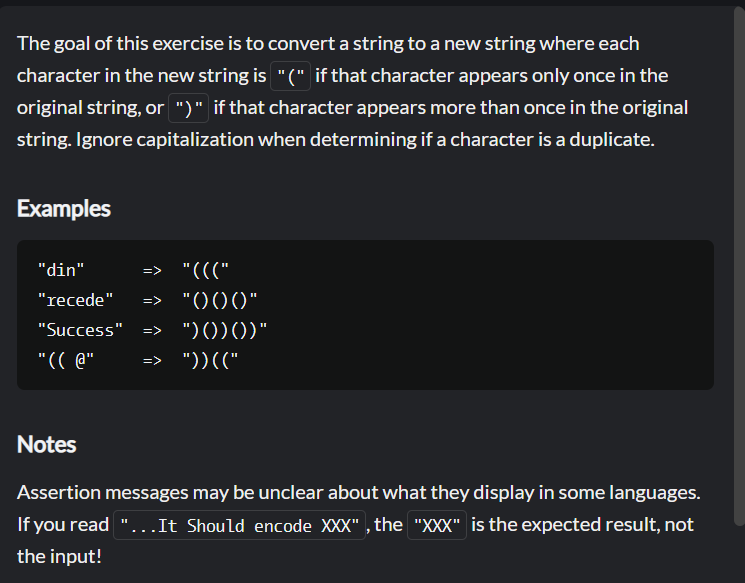 The goal of this exercise is to convert a string to a new string where each
character in the new string is "(" if that character appears only once in the
original string, or ")" if that character appears more than once in the original
string. Ignore capitalization when determining if a character is a duplicate.
Examples
"din"      =>  "((("
"recede"   =>  "()()()"
"Success"  =>  ")())())"
"(( @"     =>  "))(("
Notes
Assertion messages may be unclear about what they display in some languages.
If you read "...It Should encode XXX", the "XXX" is the expected result, not
the input!